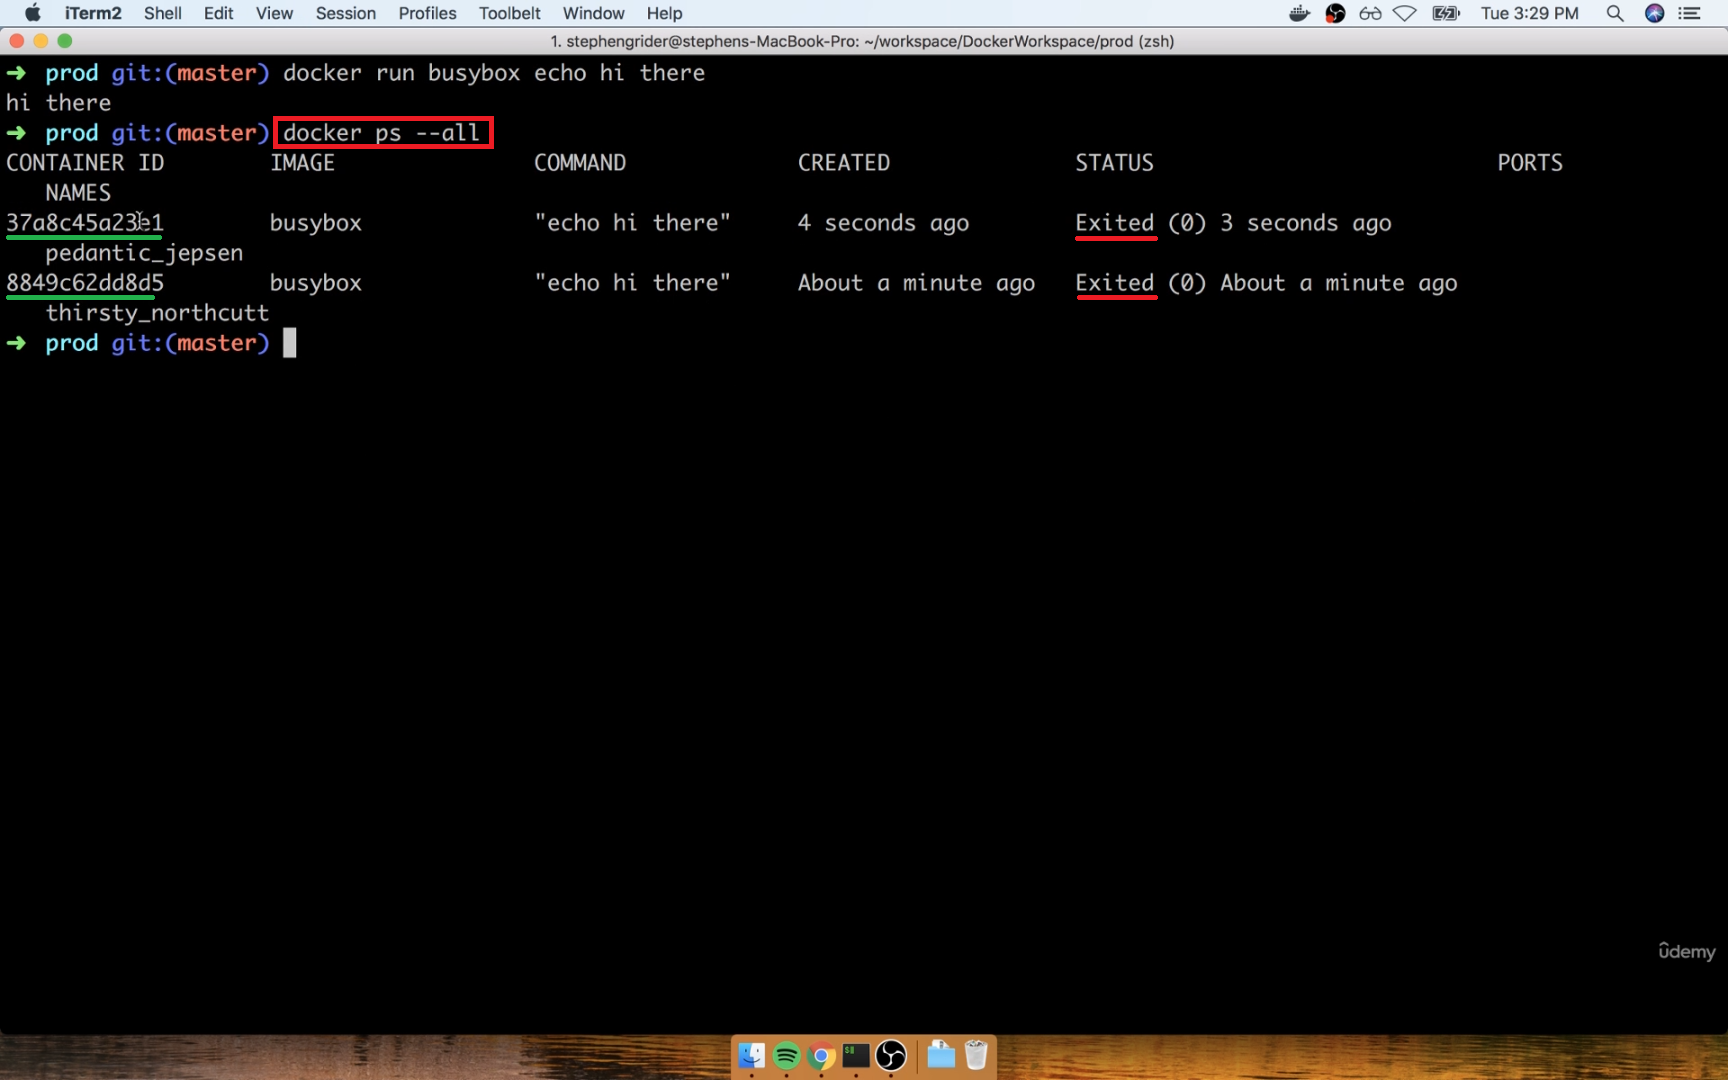 iTerm2 Shell Edit View Session Profiles Toolbelt Window Help Tue 3:29 PM
1. stephengrider@stephens-MacBook-Pro: ~/workspace/DockerWorkspace/prod (zsh)
➜ prod git:(master) docker run busybox echo hi there
hi there
➜ prod git:(master) docker ps --all
CONTAINER ID IMAGE COMMAND CREATED STATUS PORTS
NAMES
37a8c45a23e1 busybox "echo hi there" 4 seconds ago Exited (0) 3 seconds ago
pedantic_jepsen
8849c62dd8d5 busybox "echo hi there" About a minute ago Exited (0) About a minute ago
thirsty_northcutt
➜ prod git:(master)
ûdemy